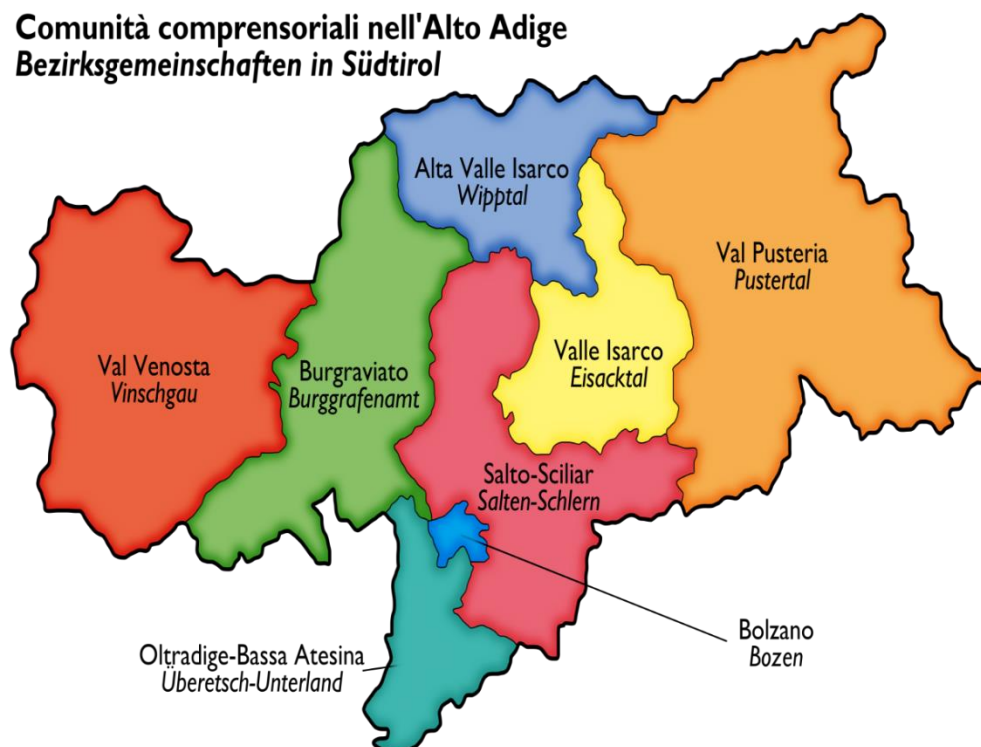 Comunità comprensoriali nell'Alto Adige
Bezirksgemeinschaften in Südtirol
Alta Valle Isarco
Wipptal
Val Pusteria
Pustertal
Val Venosta
Vinschgau
Burgraviato
Burggrafenamt
Valle Isarco
Eisacktal
Salto-Sciliar
Salten-Schlern
Bolzano
Bozen
Oltradige-Bassa Atesina
Überetsch-Unterland